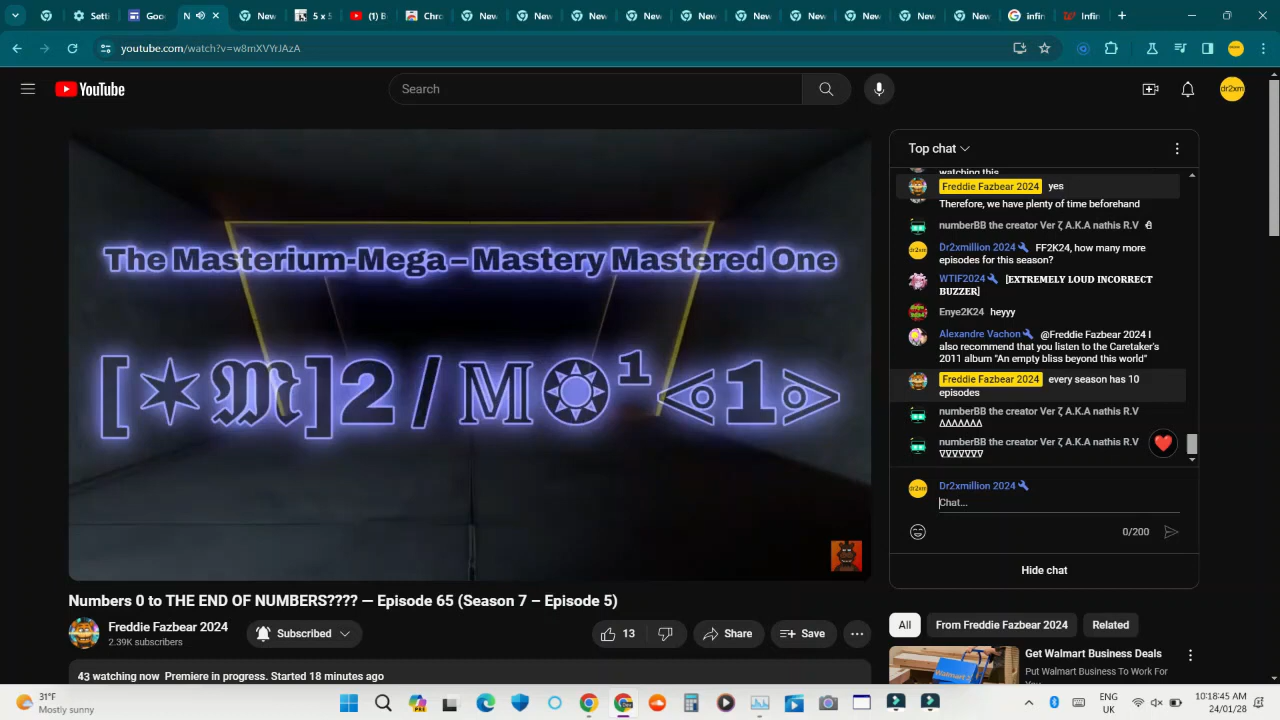 Setti
Goo
N
New
5 x 5
(1) B
Chro
New
New
New
New
New
New
New
New
New
New
infin
Infin
youtube.com/watch?v=w8mXVYrJAzA
YouTube
Search
dr2xm
The Masterium-Mega – Mastery Mastered One
[✶𝔐]2/𝕄❂¹⩹1⩺
Numbers 0 to THE END OF NUMBERS???? — Episode 65 (Season 7 – Episode 5)
Freddie Fazbear 2024
2.39K subscribers
Subscribed
13
Share
Save
43 watching now Premiere in progress. Started 18 minutes ago
Top chat
watching this
Freddie Fazbear 2024 yes
Therefore, we have plenty of time beforehand
numberBB the creator Ver ζ A.K.A nathis R.V
Dr2xmillion 2024 FF2K24, how many more
episodes for this season?
WTIF2024 [EXTREMELY LOUD INCORRECT
BUZZER]
Enye2K24 heyyy
Alexandre Vachon @Freddie Fazbear 2024 I
also recommend that you listen to the Caretaker's
2011 album "An empty bliss beyond this world"
Freddie Fazbear 2024 every season has 10
episodes
numberBB the creator Ver ζ A.K.A nathis R.V
∆∆∆∆∆∆∆
numberBB the creator Ver ζ A.K.A nathis R.V
∇∇∇∇∇∇∇
Dr2xmillion 2024
Chat...
0/200
Hide chat
All
From Freddie Fazbear 2024
Related
Get Walmart Business Deals
Put Walmart Business To Work For
You
31°F
Mostly sunny
ENG
UK
10:18:45 AM
24/01/28